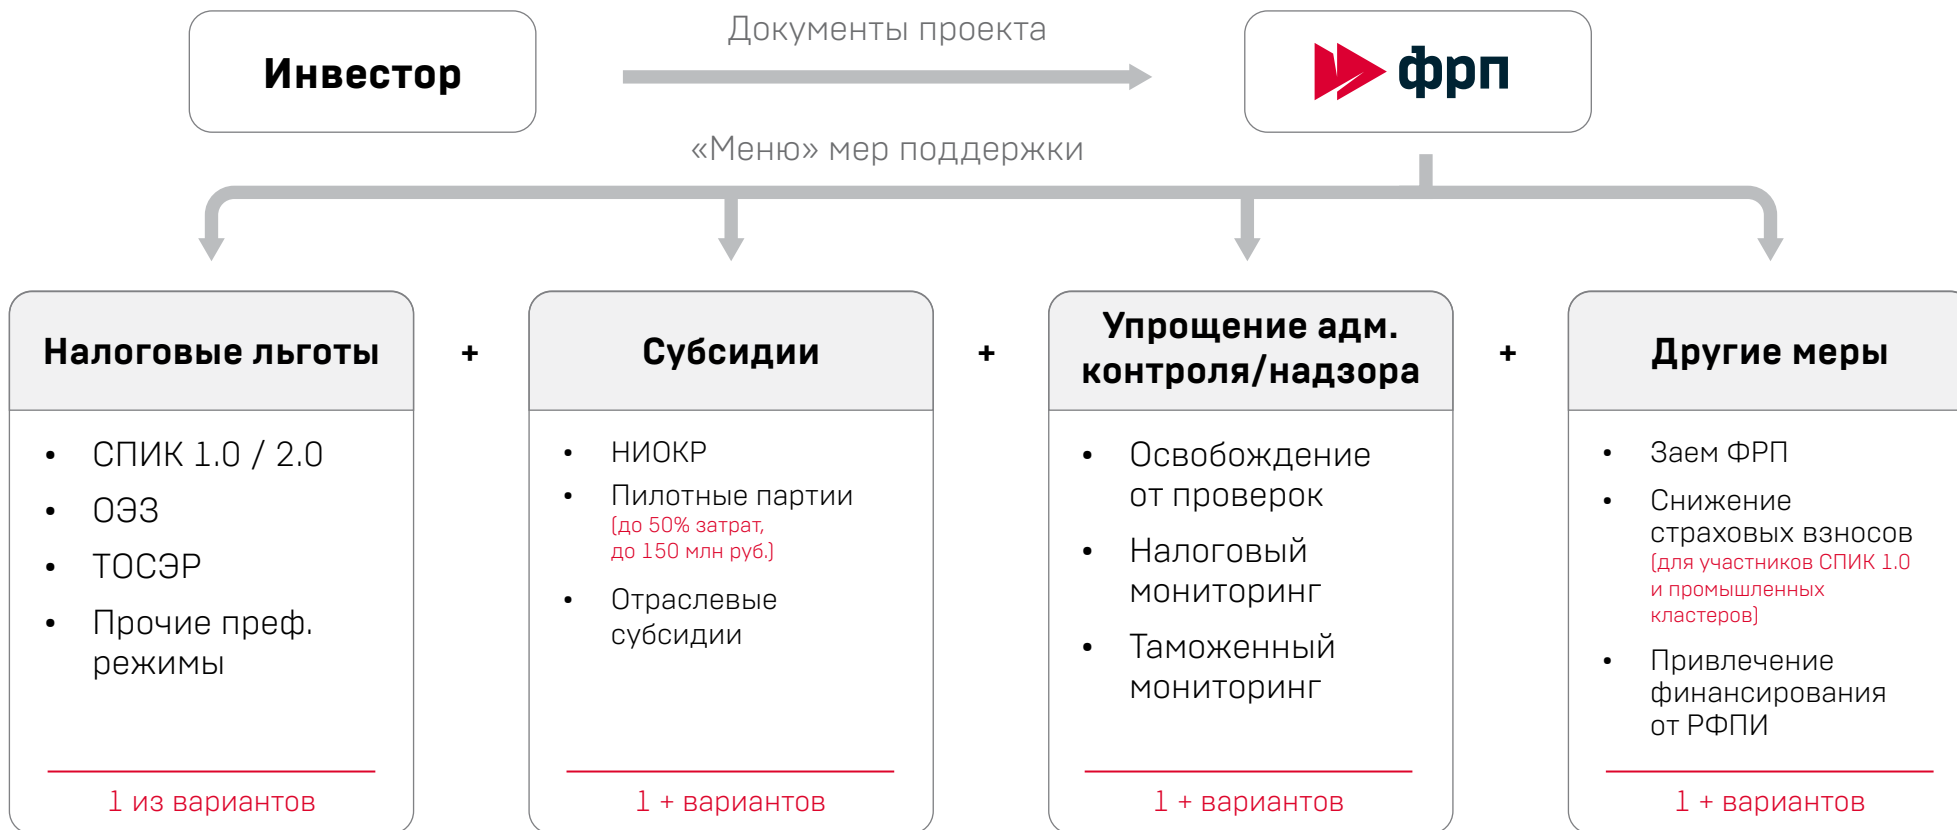 Документы проекта
Инвестор
фрп
«Меню» мер поддержки
Налоговые льготы
+
Субсидии
+
Упрощение адм.
контроля/надзора
+
Другие меры
• СПИК 1.0 / 2.0
• ОЭЗ
• ТОСЭР
• Прочие преф.
режимы
1 из вариантов
• НИОКР
• Пилотные партии
(до 50% затрат,
до 150 млн руб.)
• Отраслевые
субсидии
1 + вариантов
• Освобождение
от проверок
• Налоговый
мониторинг
• Таможенный
мониторинг
1 + вариантов
• Заем ФРП
• Снижение
страховых взносов
(для участников СПИК 1.0
и промышленных
кластеров)
• Привлечение
финансирования
от РФПИ
1 + вариантов